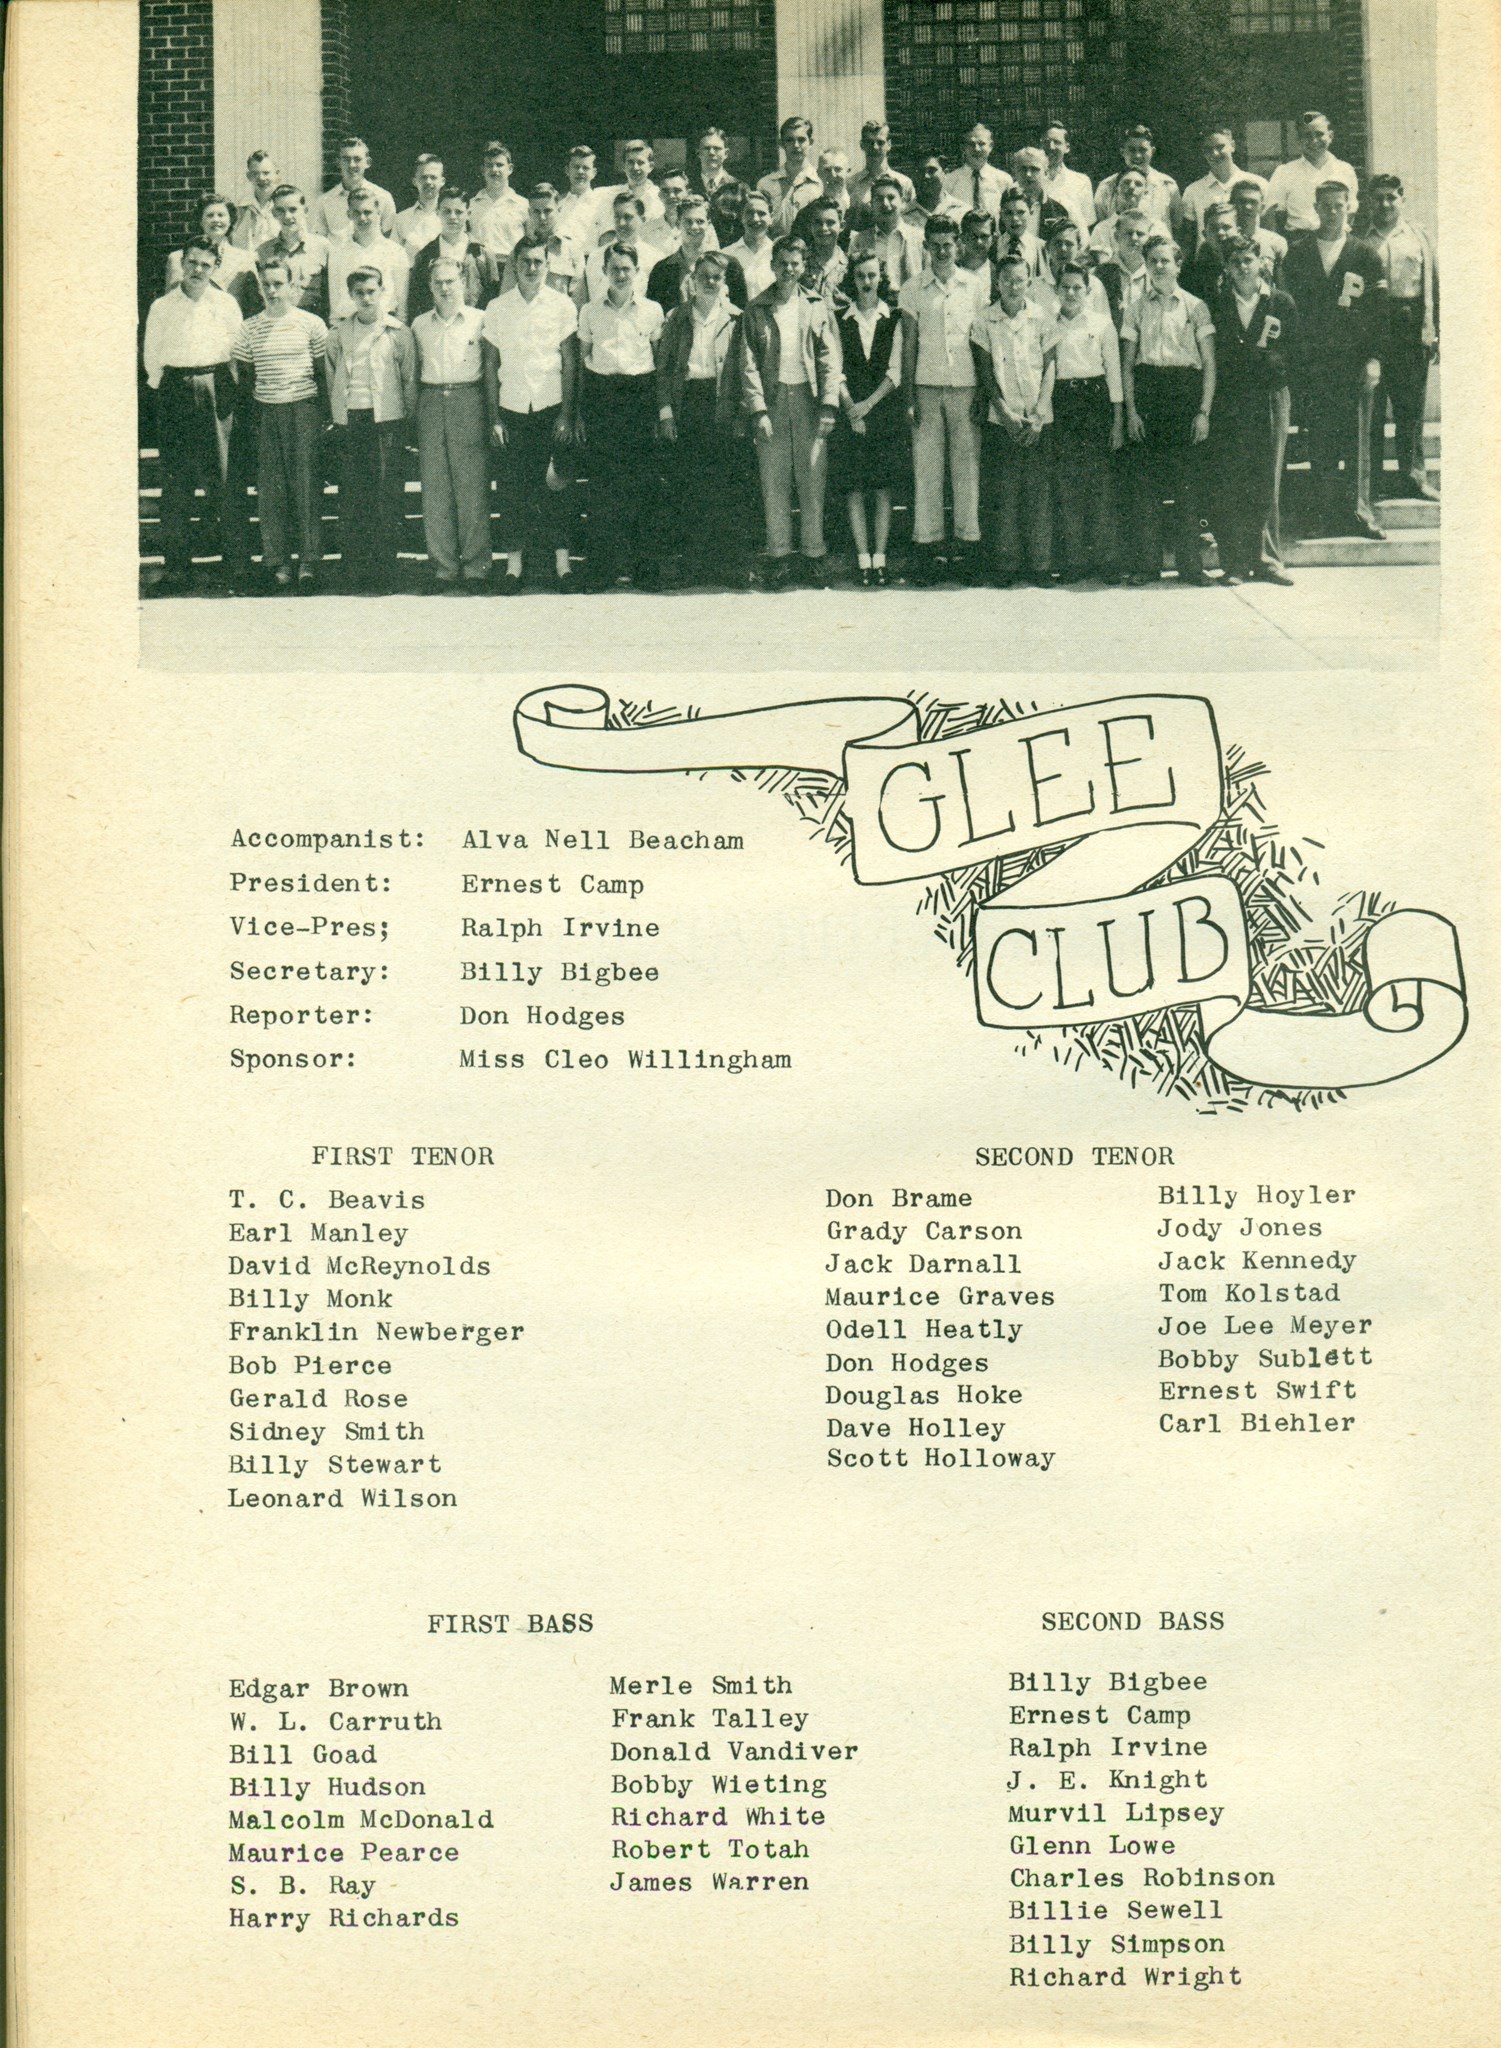 P
P
GLEE
CLUB
Accompanist: Alva Nell Beacham
President: Ernest Camp
Vice-Pres; Ralph Irvine
Secretary: Billy Bigbee
Reporter: Don Hodges
Sponsor: Miss Cleo Willingham
FIRST TENOR
T. C. Beavis
Earl Manley
David McReynolds
Billy Monk
Franklin Newberger
Bob Pierce
Gerald Rose
Sidney Smith
Billy Stewart
Leonard Wilson
SECOND TENOR
Don Brame
Grady Carson
Jack Darnall
Maurice Graves
Odell Heatly
Don Hodges
Douglas Hoke
Dave Holley
Scott Holloway
Billy Hoyler
Jody Jones
Jack Kennedy
Tom Kolstad
Joe Lee Meyer
Bobby Sublett
Ernest Swift
Carl Biehler
FIRST BASS
Edgar Brown
W. L. Carruth
Bill Goad
Billy Hudson
Malcolm McDonald
Maurice Pearce
S. B. Ray
Harry Richards
Merle Smith
Frank Talley
Donald Vandiver
Bobby Wieting
Richard White
Robert Totah
James Warren
SECOND BASS
Billy Bigbee
Ernest Camp
Ralph Irvine
J. E. Knight
Murvil Lipsey
Glenn Lowe
Charles Robinson
Billie Sewell
Billy Simpson
Richard Wright